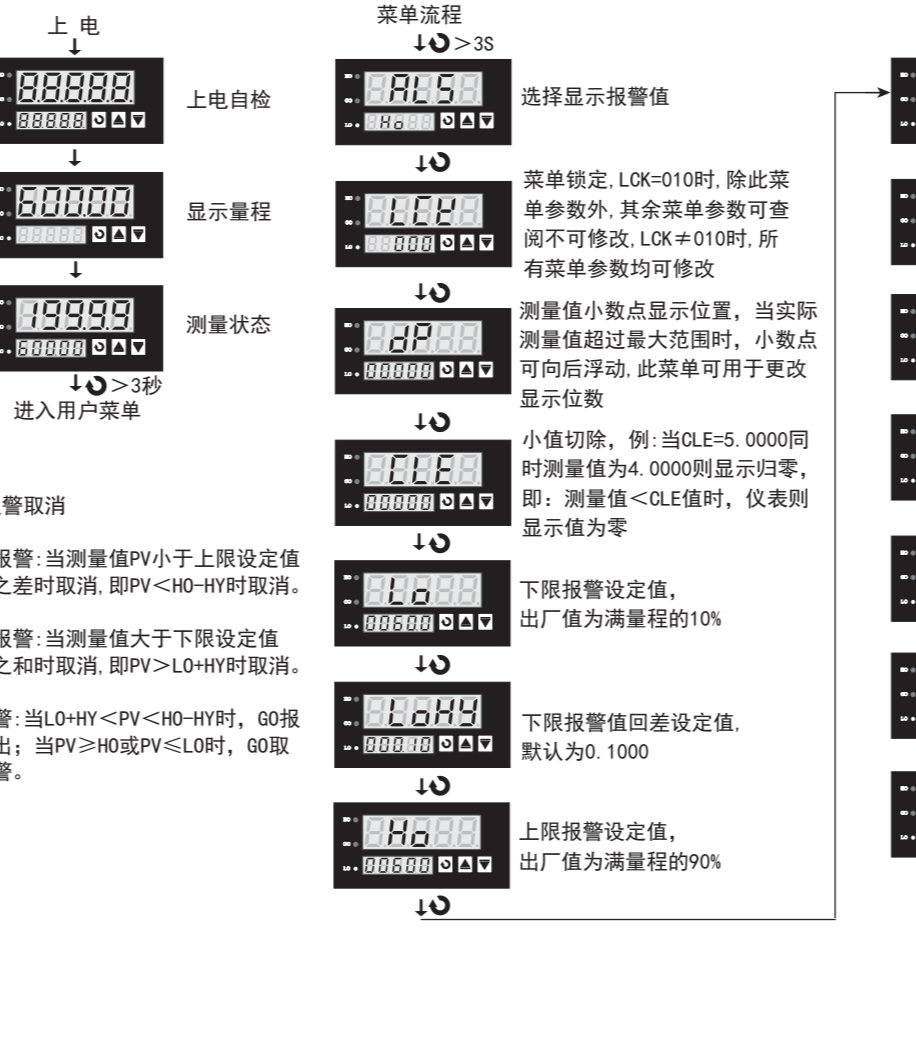 上 电
上电自检
显示量程
测量状态
>3秒
进入用户菜单
警取消
报警:当测量值PV小于上限设定值
之差时取消,即PV<HO-HY时取消。
报警:当测量值大于下限设定值
之和时取消,即PV>LO+HY时取消。
警:当LO+HY<PV<HO-HY时，GO报
出；当PV≥HO或PV≤LO时，GO取
警。
菜单流程
>3S
ALS
Ho
选择显示报警值
LCK
000
菜单锁定,LCK=010时,除此菜
单参数外,其余菜单参数可查
阅不可修改,LCK≠010时,所
有菜单参数均可修改
dP
00.000
测量值小数点显示位置，当实际
测量值超过最大范围时，小数点
可向后浮动,此菜单可用于更改
显示位数
CLE
00.000
小值切除，例:当CLE=5.0000同
时测量值为4.0000则显示归零，
即：测量值<CLE值时，仪表则
显示值为零
Lo
0060.0
下限报警设定值，
出厂值为满量程的10%
LoHY
000.10
下限报警值回差设定值,
默认为0.1000
Ho
上限报警设定值，
出厂值为满量程的90%